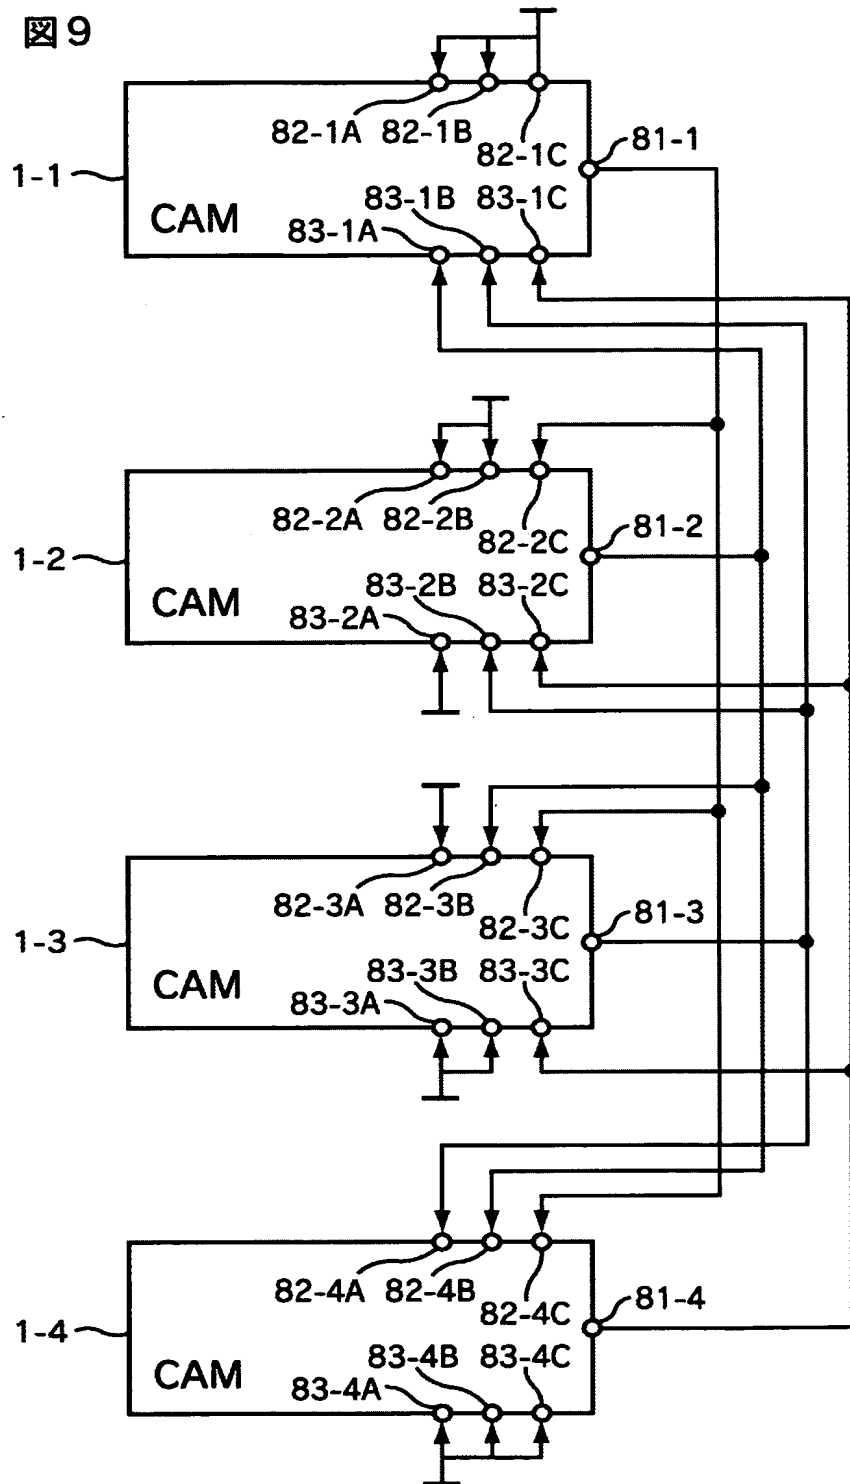 図9
82-1A 82-1B
82-1C
81-1
1-1
83-1B 83-1C
CAM
83-1A
82-2A 82-2B
82-2C
81-2
1-2
83-2B 83-2C
CAM
83-2A
82-3A 82-3B
82-3C
81-3
1-3
83-3B 83-3C
CAM
83-3A
82-4A 82-4B
82-4C
81-4
1-4
83-4B 83-4C
CAM
83-4A